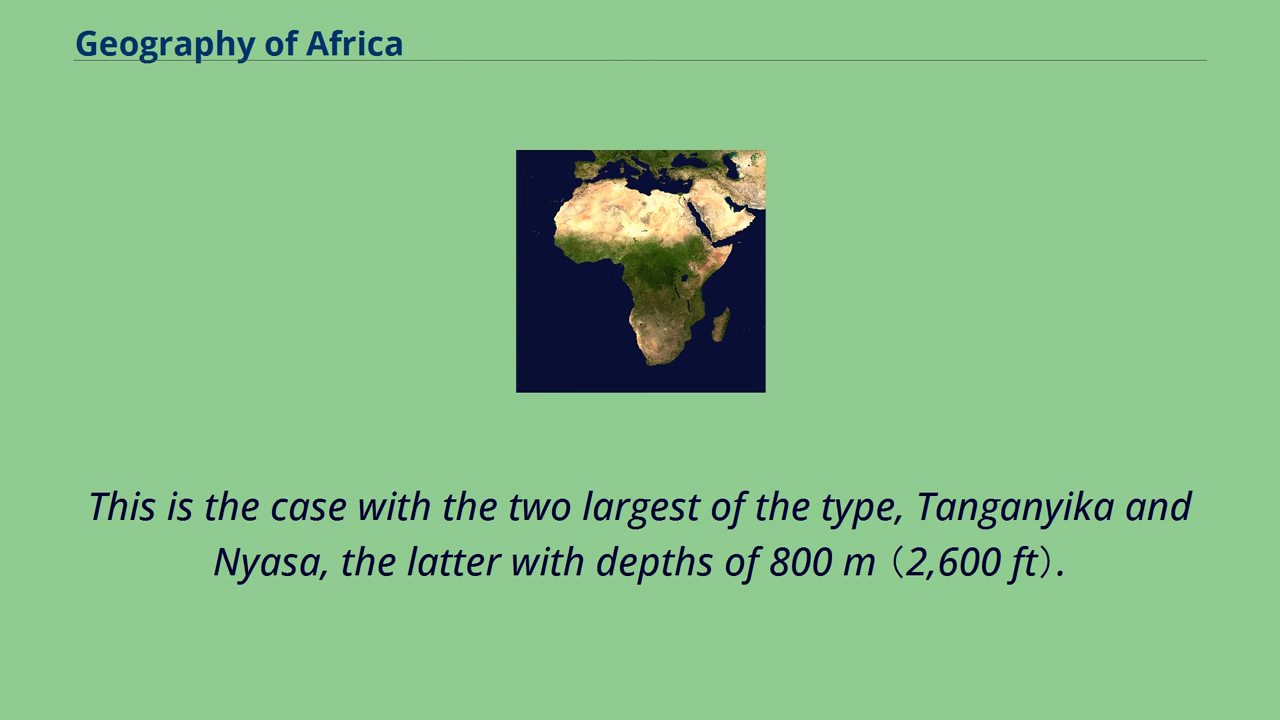 Geography of Africa
This is the case with the two largest of the type, Tanganyika and
Nyasa, the latter with depths of 800 m（2,600 ft）.